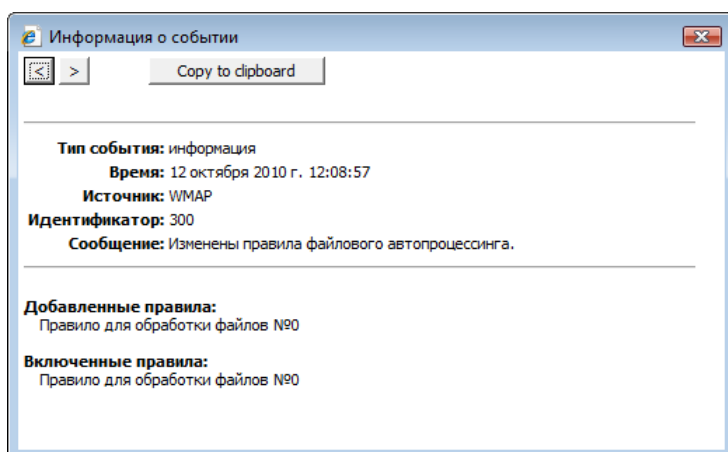 Информация о событии
< > Copy to clipboard
Тип события: информация
Время: 12 октября 2010 г. 12:08:57
Источник: WMAP
Идентификатор: 300
Сообщение: Изменены правила файлового автопроцессинга.
Добавленные правила:
Правило для обработки файлов №0
Включенные правила:
Правило для обработки файлов №0